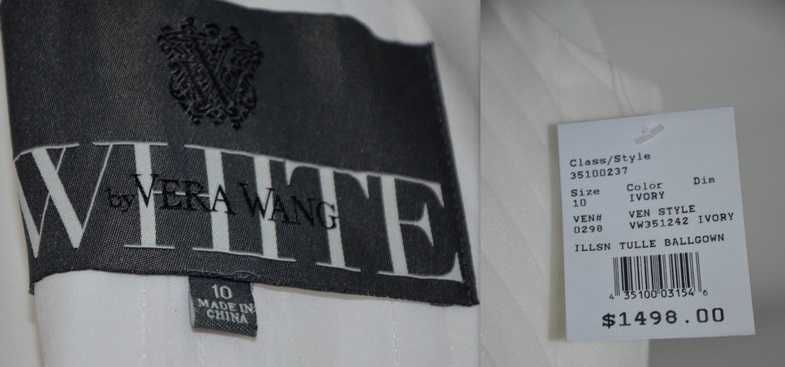 WHITE
by VERA WANG
10
MADE IN
CHINA
Class/Style
35100237
Size Color Dim
10 IVORY
VEN# VEN STYLE
0290 VW351242 IVORY
ILLSN TULLE BALLGOWN
4 35100 03154 6
$1498.00